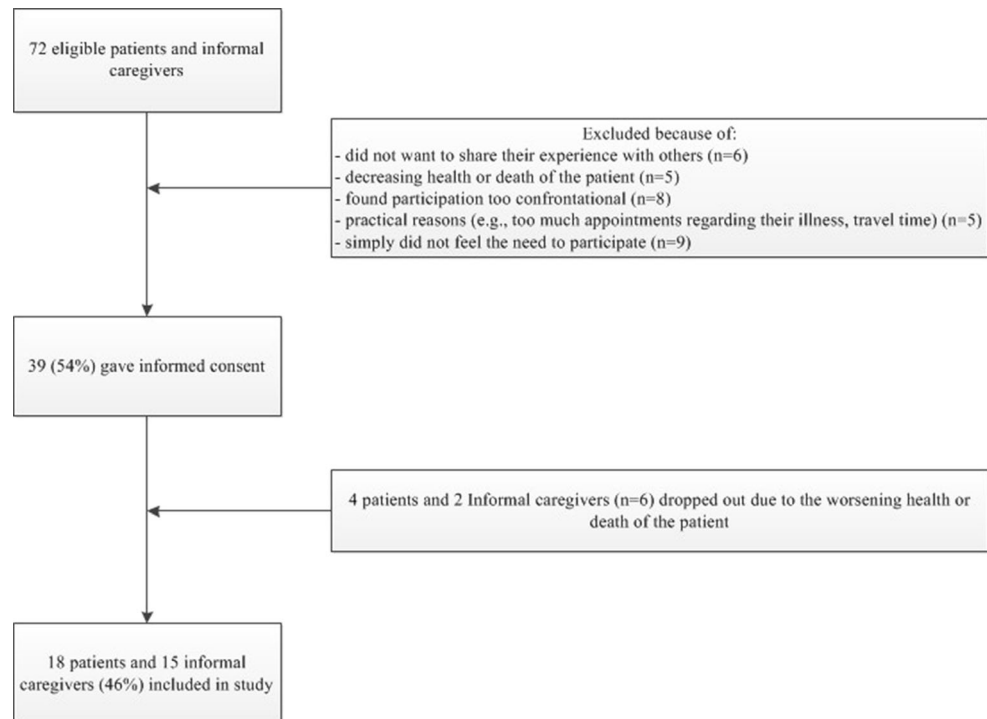 72 eligible patients and informal
caregivers
Excluded because of:
- did not want to share their experience with others (n=6)
- decreasing health or death of the patient (n=5)
- found participation too confrontational (n=8)
- practical reasons (e.g., too much appointments regarding their illness, travel time) (n=5)
- simply did not feel the need to participate (n=9)
39 (54%) gave informed consent
4 patients and 2 Informal caregivers (n=6) dropped out due to the worsening health or
death of the patient
18 patients and 15 informal
caregivers (46%) included in study